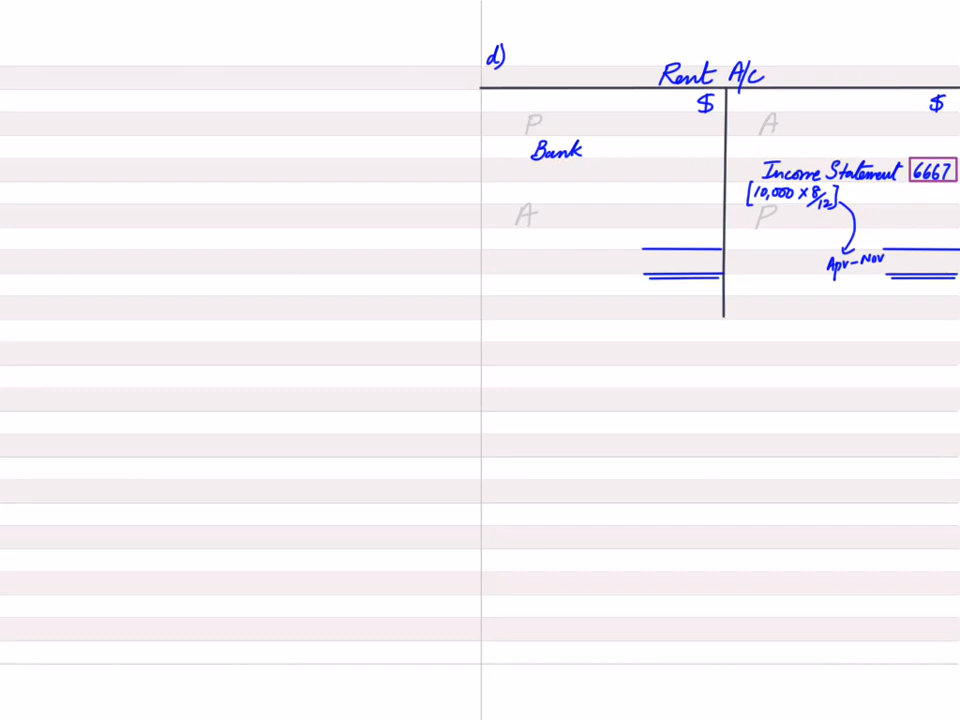 d)
Rent A/c
$ $
P A
Bank
Income Statement 6667
[10,000 × 8/12]
A P
Apr-Nov